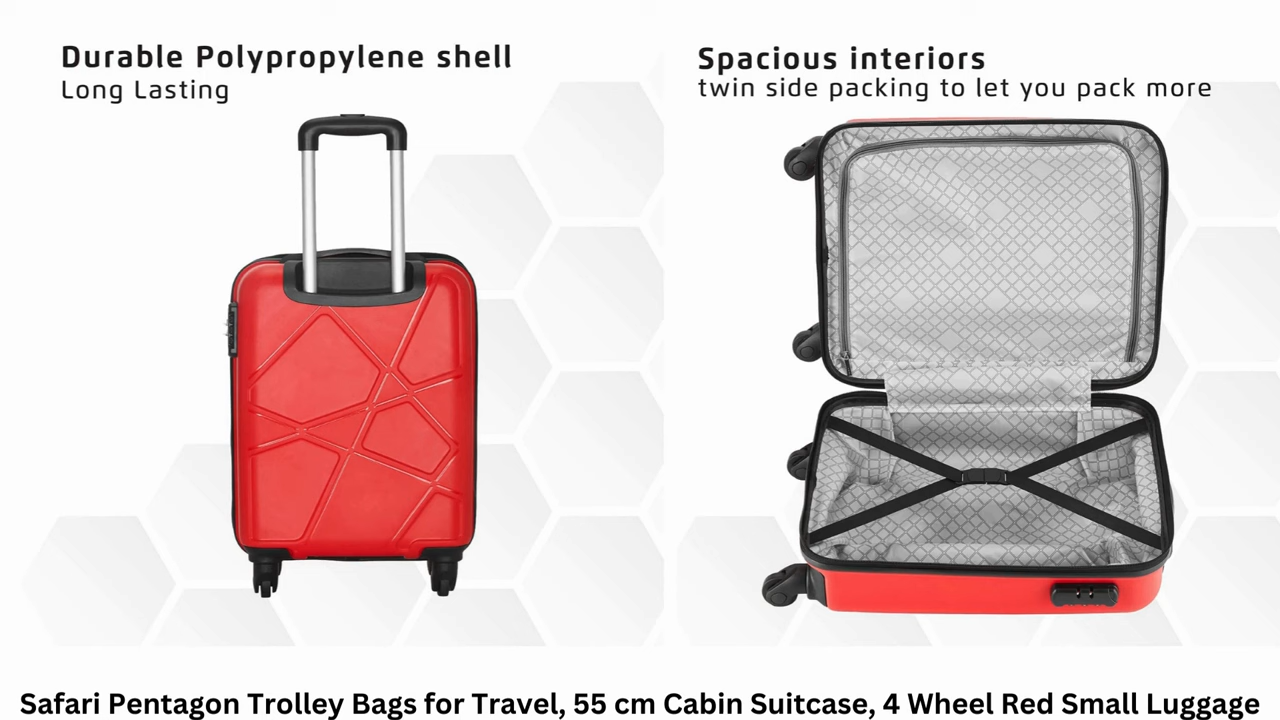 Durable Polypropylene shell
Long Lasting
Spacious interiors
twin side packing to let you pack more
Safari Pentagon Trolley Bags for Travel, 55 cm Cabin Suitcase, 4 Wheel Red Small Luggage